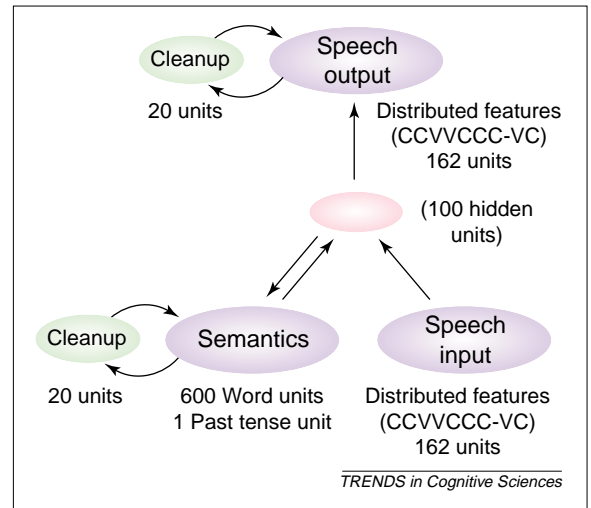 Cleanup
20 units
Speech
output
Distributed features
(CCVVCCC-VC)
162 units
(100 hidden
units)
Cleanup
20 units
Semantics
600 Word units
1 Past tense unit
Speech
input
Distributed features
(CCVVCCC-VC)
162 units
TRENDS in Cognitive Sciences